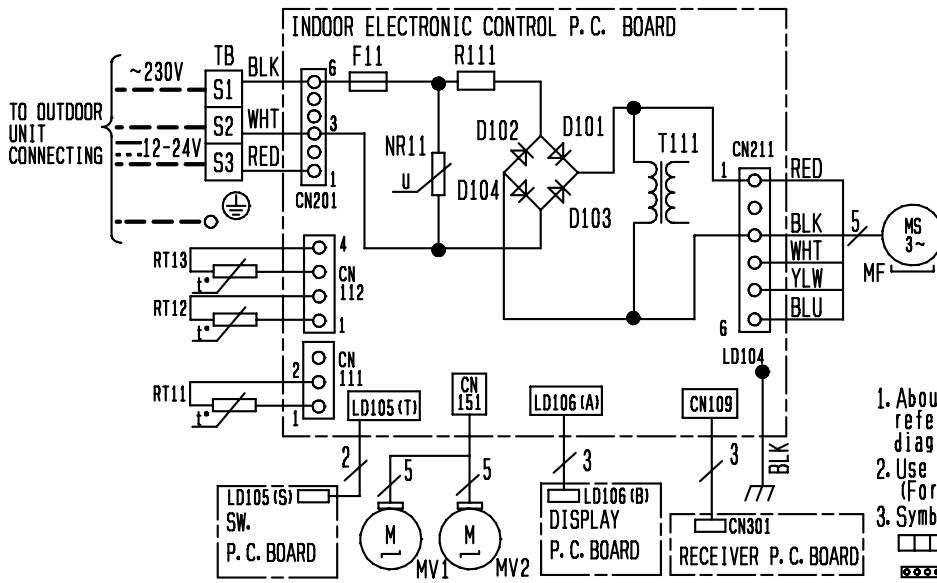 INDOOR ELECTRONIC CONTROL P.C. BOARD
TB
F11
R111
~230V
BLK
6
S1
TO OUTDOOR
UNIT
CONNECTING
S2
WHT
3
D102
D101
12-24V
NR11
T111
CN211
S3
RED
1
U
D104
D103
1
RED
CN201
BLK
5
MS
3~
WHT
MF
RT13
t°
4
CN
112
YLW
RT12
t°
1
BLU
6
LD104
CN
111
2
RT11
t°
1
LD105(T)
CN
151
LD106(A)
CN109
BLK
2
5
5
3
3
LD105(S)
SW.
P.C.BOARD
M
MV1
M
MV2
LD106(B)
DISPLAY
P.C.BOARD
CN301
RECEIVER P.C.BOARD
1. Abou
refe
diag
2. Use
(For
3. Symb